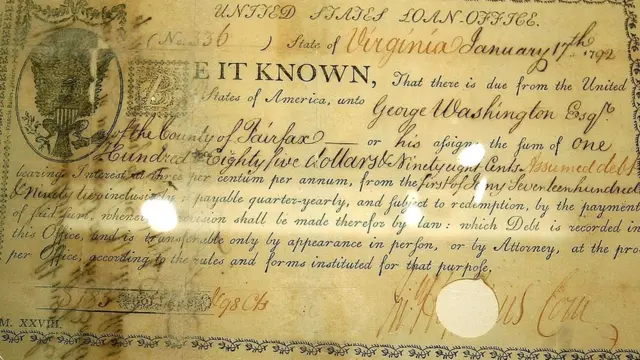 UNITED STATES LOAN-OFFICE.
(No. 336 ) State of Virginia January 17th 1792
BE IT KNOWN, That there is due from the United
States of America, unto George Washington Esqr.
of the County of Fairfax or his assigns the sum of One
Hundred Eighty five Dollars & Ninety eight Cents Assumed debt
bearing Interest at three per centum per annum, from the first of Jany Seventeen hundred
& Ninety two inclusively payable quarter-yearly, and subject to redemption, by the payment
of said sum, whenever provision shall be made therefor by law: which Debt is recorded in
this Office, and is transferable only by appearance in person, or by Attorney, at the pro-
per Office, according to the rules and forms instituted for that purpose,
98 Cts
Com
M. XXVIII.